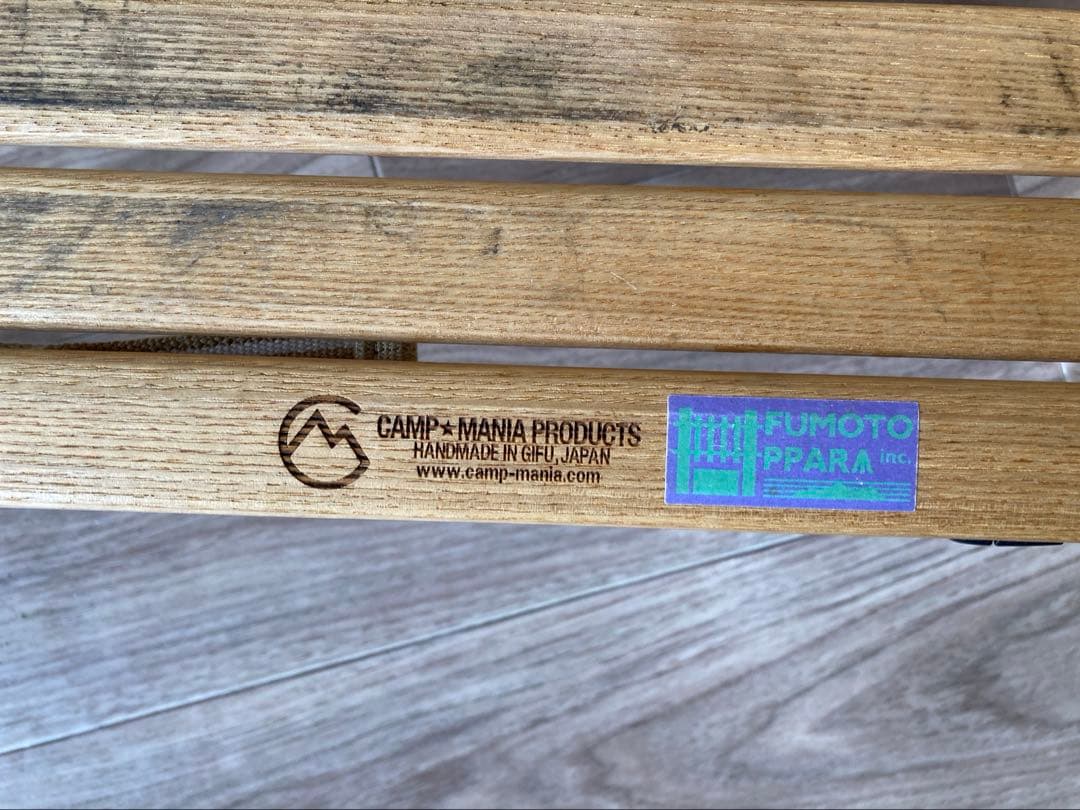 CAMP★MANIA PRODUCTS
HANDMADE IN GIFU, JAPAN
www.camp-mania.com
FUMOTO
PPARA inc.